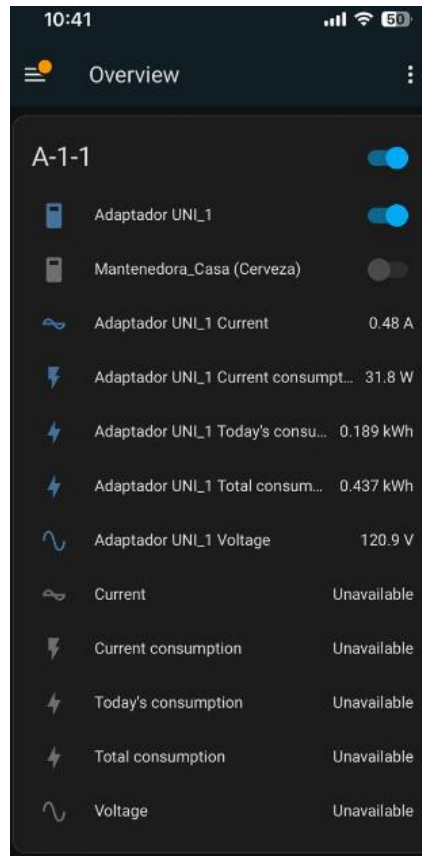 10:41
50
Overview
A-1-1
Adaptador UNI_1
Mantenedora_Casa (Cerveza)
Adaptador UNI_1 Current 0.48 A
Adaptador UNI_1 Current consumpt... 31.8 W
Adaptador UNI_1 Today's consu... 0.189 kWh
Adaptador UNI_1 Total consum... 0.437 kWh
Adaptador UNI_1 Voltage 120.9 V
Current Unavailable
Current consumption Unavailable
Today's consumption Unavailable
Total consumption Unavailable
Voltage Unavailable